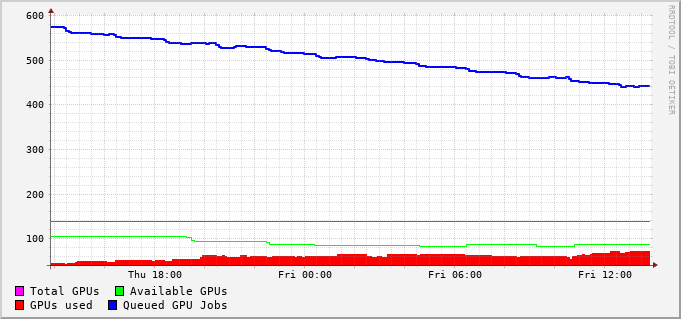 600
500
400
300
200
100
Thu 18:00 Fri 00:00 Fri 06:00 Fri 12:00
Total GPUs Available GPUs
GPUs used Queued GPU Jobs
RRDTOOL / TOBI OETIKER